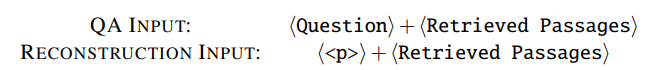 QA INPUT: ⟨Question⟩ + ⟨Retrieved Passages⟩
RECONSTRUCTION INPUT: ⟨<p>⟩ + ⟨Retrieved Passages⟩